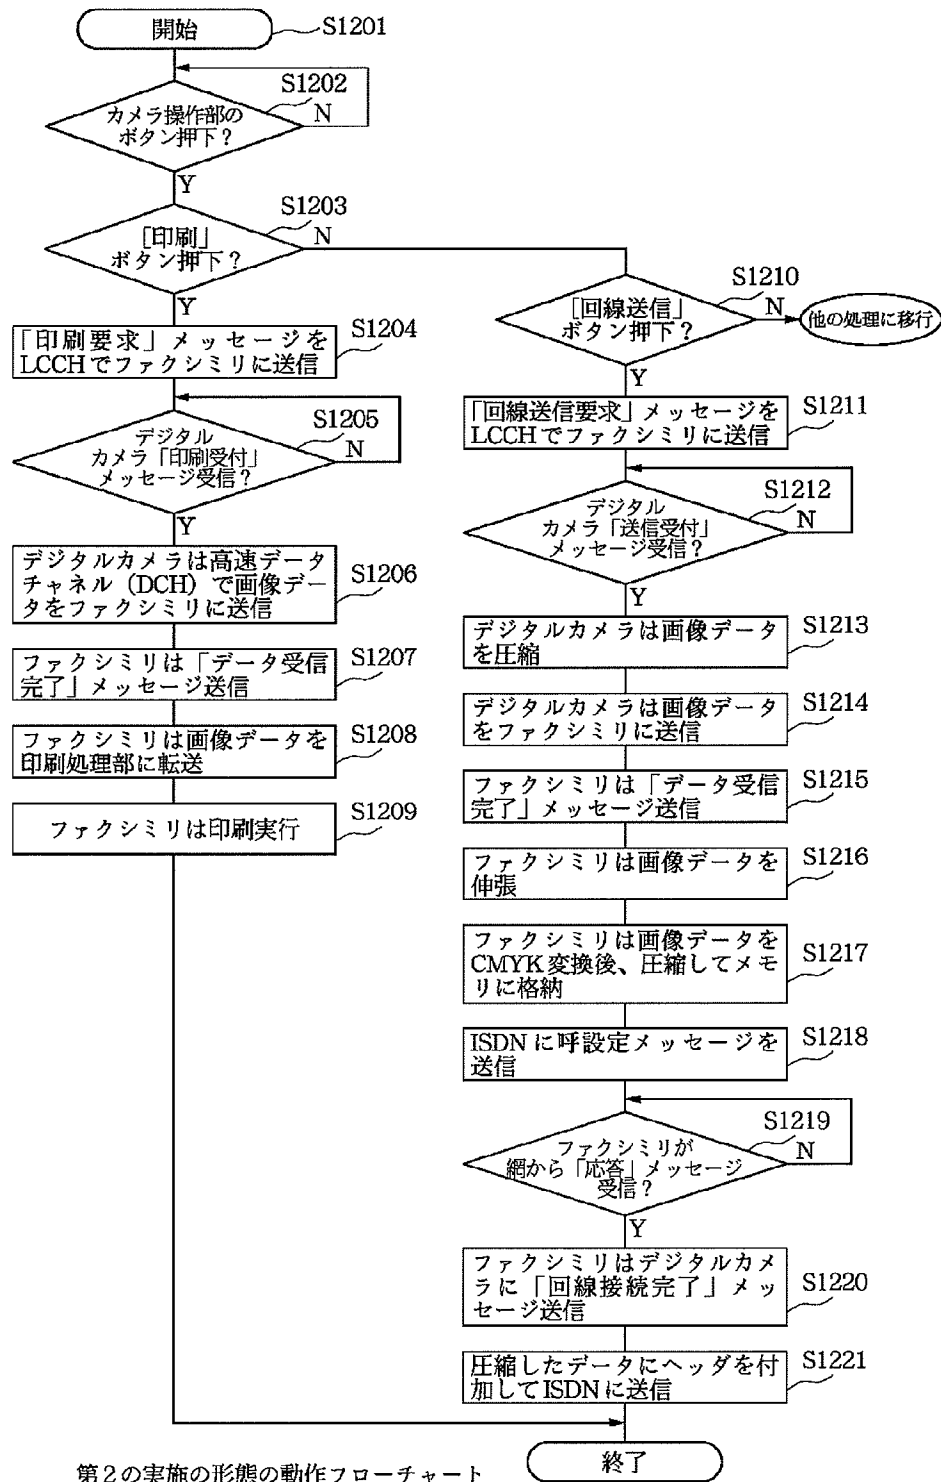 開始
S1201
S1202
カメラ操作部の
ボタン押下？
N
Y
S1203
［印刷］
ボタン押下？
N
Y
S1204
「印刷要求」メッセージを
LCCHでファクシミリに送信
S1205
デジタル
カメラ「印刷受付」
メッセージ受信？
N
Y
デジタルカメラは高速データ
チャネル（DCH）で画像デー
タをファクシミリに送信
S1206
ファクシミリは「データ受信
完了」メッセージ送信
S1207
ファクシミリは画像データを
印刷処理部に転送
S1208
ファクシミリは印刷実行
S1209
S1210
［回線送信］
ボタン押下？
N
他の処理に移行
Y
「回線送信要求」メッセージを
LCCHでファクシミリに送信
S1211
S1212
デジタル
カメラ「送信受付」
メッセージ受信？
N
Y
デジタルカメラは画像データ
を圧縮
S1213
デジタルカメラは画像データ
をファクシミリに送信
S1214
ファクシミリは「データ受信
完了」メッセージ送信
S1215
ファクシミリは画像データを
伸張
S1216
ファクシミリは画像データを
CMYK変換後、圧縮してメモ
リに格納
S1217
ISDNに呼設定メッセージを
送信
S1218
S1219
ファクシミリが
網から「応答」メッセージ
受信？
N
Y
ファクシミリはデジタルカメ
ラに「回線接続完了」メッ
セージ送信
S1220
圧縮したデータにヘッダを付
加してISDNに送信
S1221
終了
第2の実施の形態の動作フローチャート